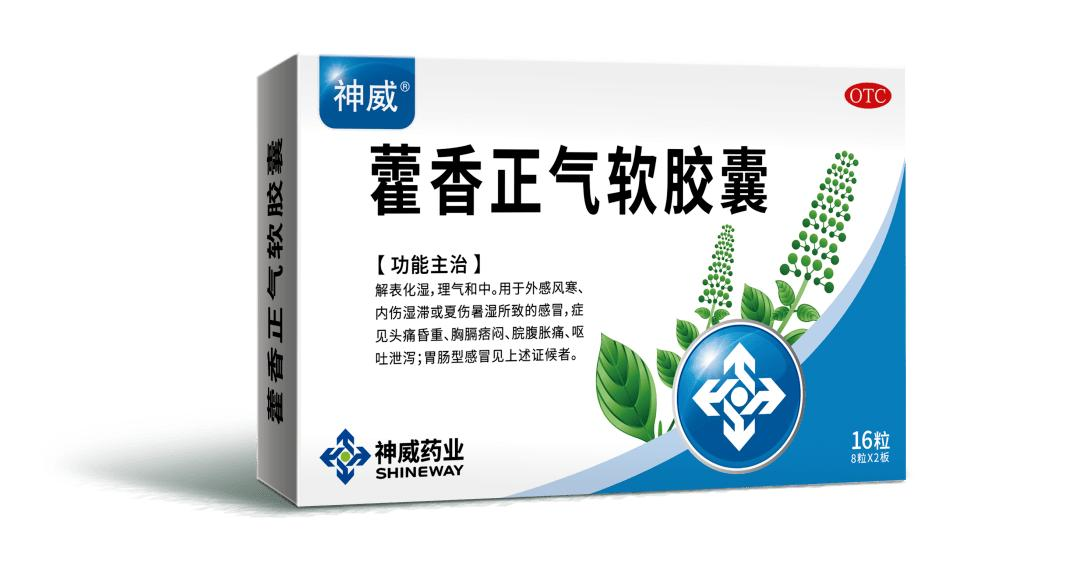 神威®
OTC
藿香正气软胶囊
藿香正气软胶囊
【功能主治】
解表化湿，理气和中。用于外感风寒、
内伤湿滞或夏伤暑湿所致的感冒，症
见头痛昏重、胸膈痞闷、脘腹胀痛、呕
吐泄泻；胃肠型感冒见上述证候者。
神威药业
SHINEWAY
16粒
8粒X2板